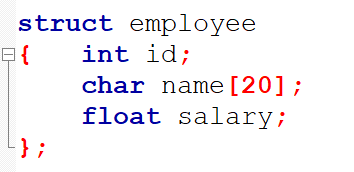 struct employee
{   int id;
    char name[20];
    float salary;
};